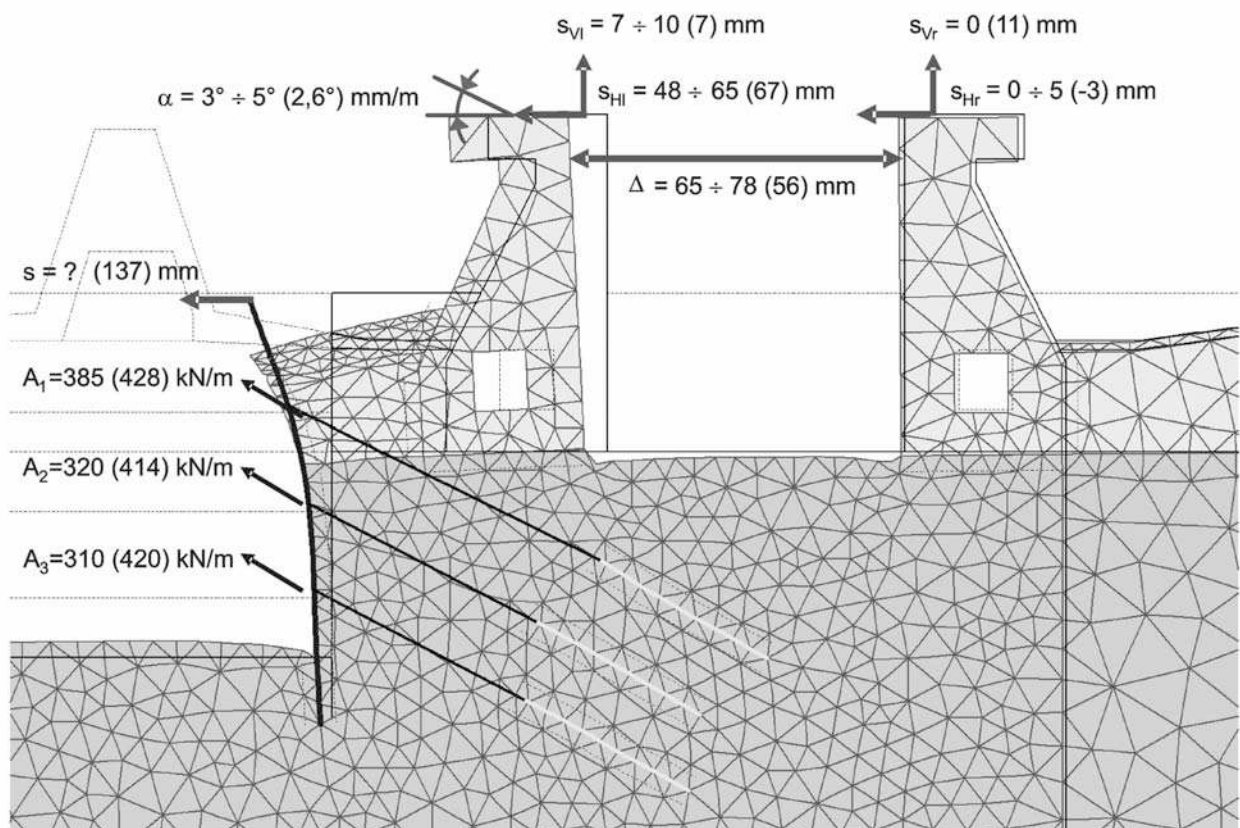 s_Vl = 7 ÷ 10 (7) mm
s_Vr = 0 (11) mm
α = 3° ÷ 5° (2,6°) mm/m
s_Hl = 48 ÷ 65 (67) mm
s_Hr = 0 ÷ 5 (-3) mm
Δ = 65 ÷ 78 (56) mm
s = ? (137) mm
A₁=385 (428) kN/m
A₂=320 (414) kN/m
A₃=310 (420) kN/m